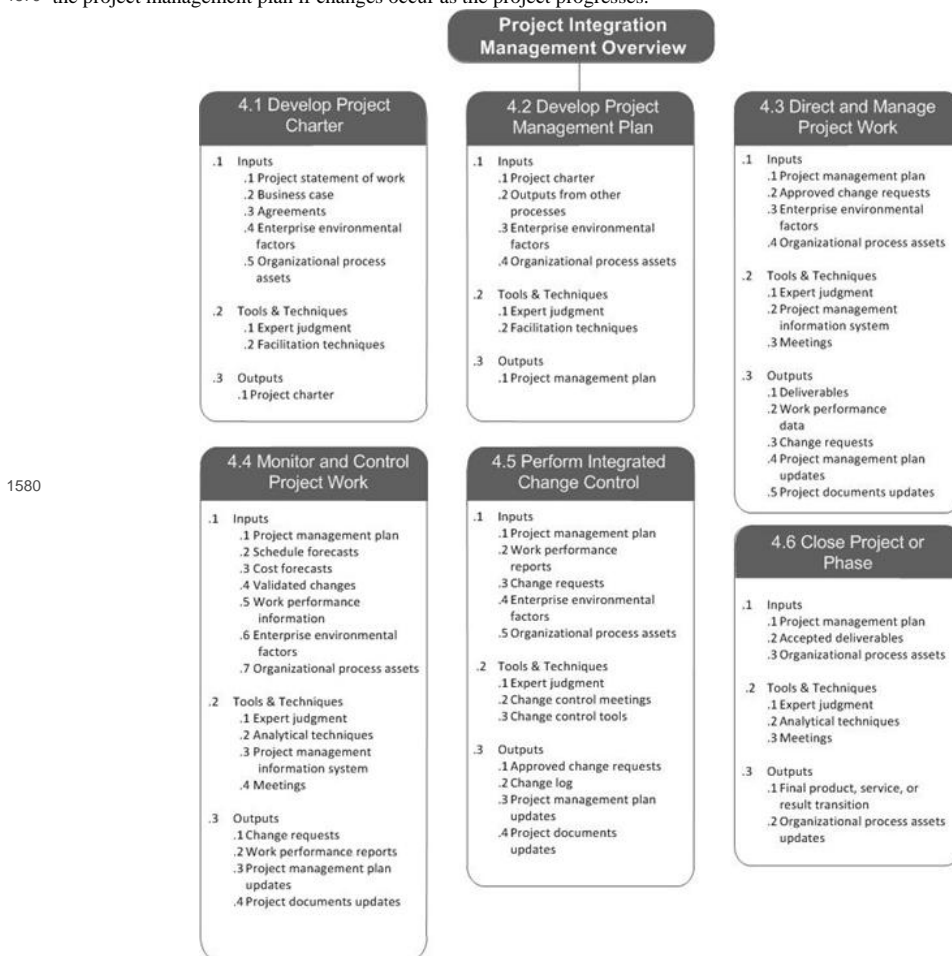 the project management plan if changes occur as the project progresses.
Project Integration
Management Overview
4.1 Develop Project
Charter
.1 Inputs
.1 Project statement of work
.2 Business case
.3 Agreements
.4 Enterprise environmental
factors
.5 Organizational process
assets
.2 Tools & Techniques
.1 Expert judgment
.2 Facilitation techniques
.3 Outputs
.1 Project charter
4.2 Develop Project
Management Plan
.1 Inputs
.1 Project charter
.2 Outputs from other
processes
.3 Enterprise environmental
factors
.4 Organizational process assets
.2 Tools & Techniques
.1 Expert judgment
.2 Facilitation techniques
.3 Outputs
.1 Project management plan
4.3 Direct and Manage
Project Work
.1 Inputs
.1 Project management plan
.2 Approved change requests
.3 Enterprise environmental
factors
.4 Organizational process assets
.2 Tools & Techniques
.1 Expert judgment
.2 Project management
information system
.3 Meetings
.3 Outputs
.1 Deliverables
.2 Work performance
data
.3 Change requests
.4 Project management plan
updates
.5 Project documents updates
1580
4.4 Monitor and Control
Project Work
.1 Inputs
.1 Project management plan
.2 Schedule forecasts
.3 Cost forecasts
.4 Validated changes
.5 Work performance
information
.6 Enterprise environmental
factors
.7 Organizational process assets
.2 Tools & Techniques
.1 Expert judgment
.2 Analytical techniques
.3 Project management
information system
.4 Meetings
.3 Outputs
.1 Change requests
.2 Work performance reports
.3 Project management plan
updates
.4 Project documents updates
4.5 Perform Integrated
Change Control
.1 Inputs
.1 Project management plan
.2 Work performance
reports
.3 Change requests
.4 Enterprise environmental
factors
.5 Organizational process assets
.2 Tools & Techniques
.1 Expert judgment
.2 Change control meetings
.3 Change control tools
.3 Outputs
.1 Approved change requests
.2 Change log
.3 Project management plan
updates
.4 Project documents
updates
4.6 Close Project or
Phase
.1 Inputs
.1 Project management plan
.2 Accepted deliverables
.3 Organizational process assets
.2 Tools & Techniques
.1 Expert judgment
.2 Analytical techniques
.3 Meetings
.3 Outputs
.1 Final product, service, or
result transition
.2 Organizational process assets
updates